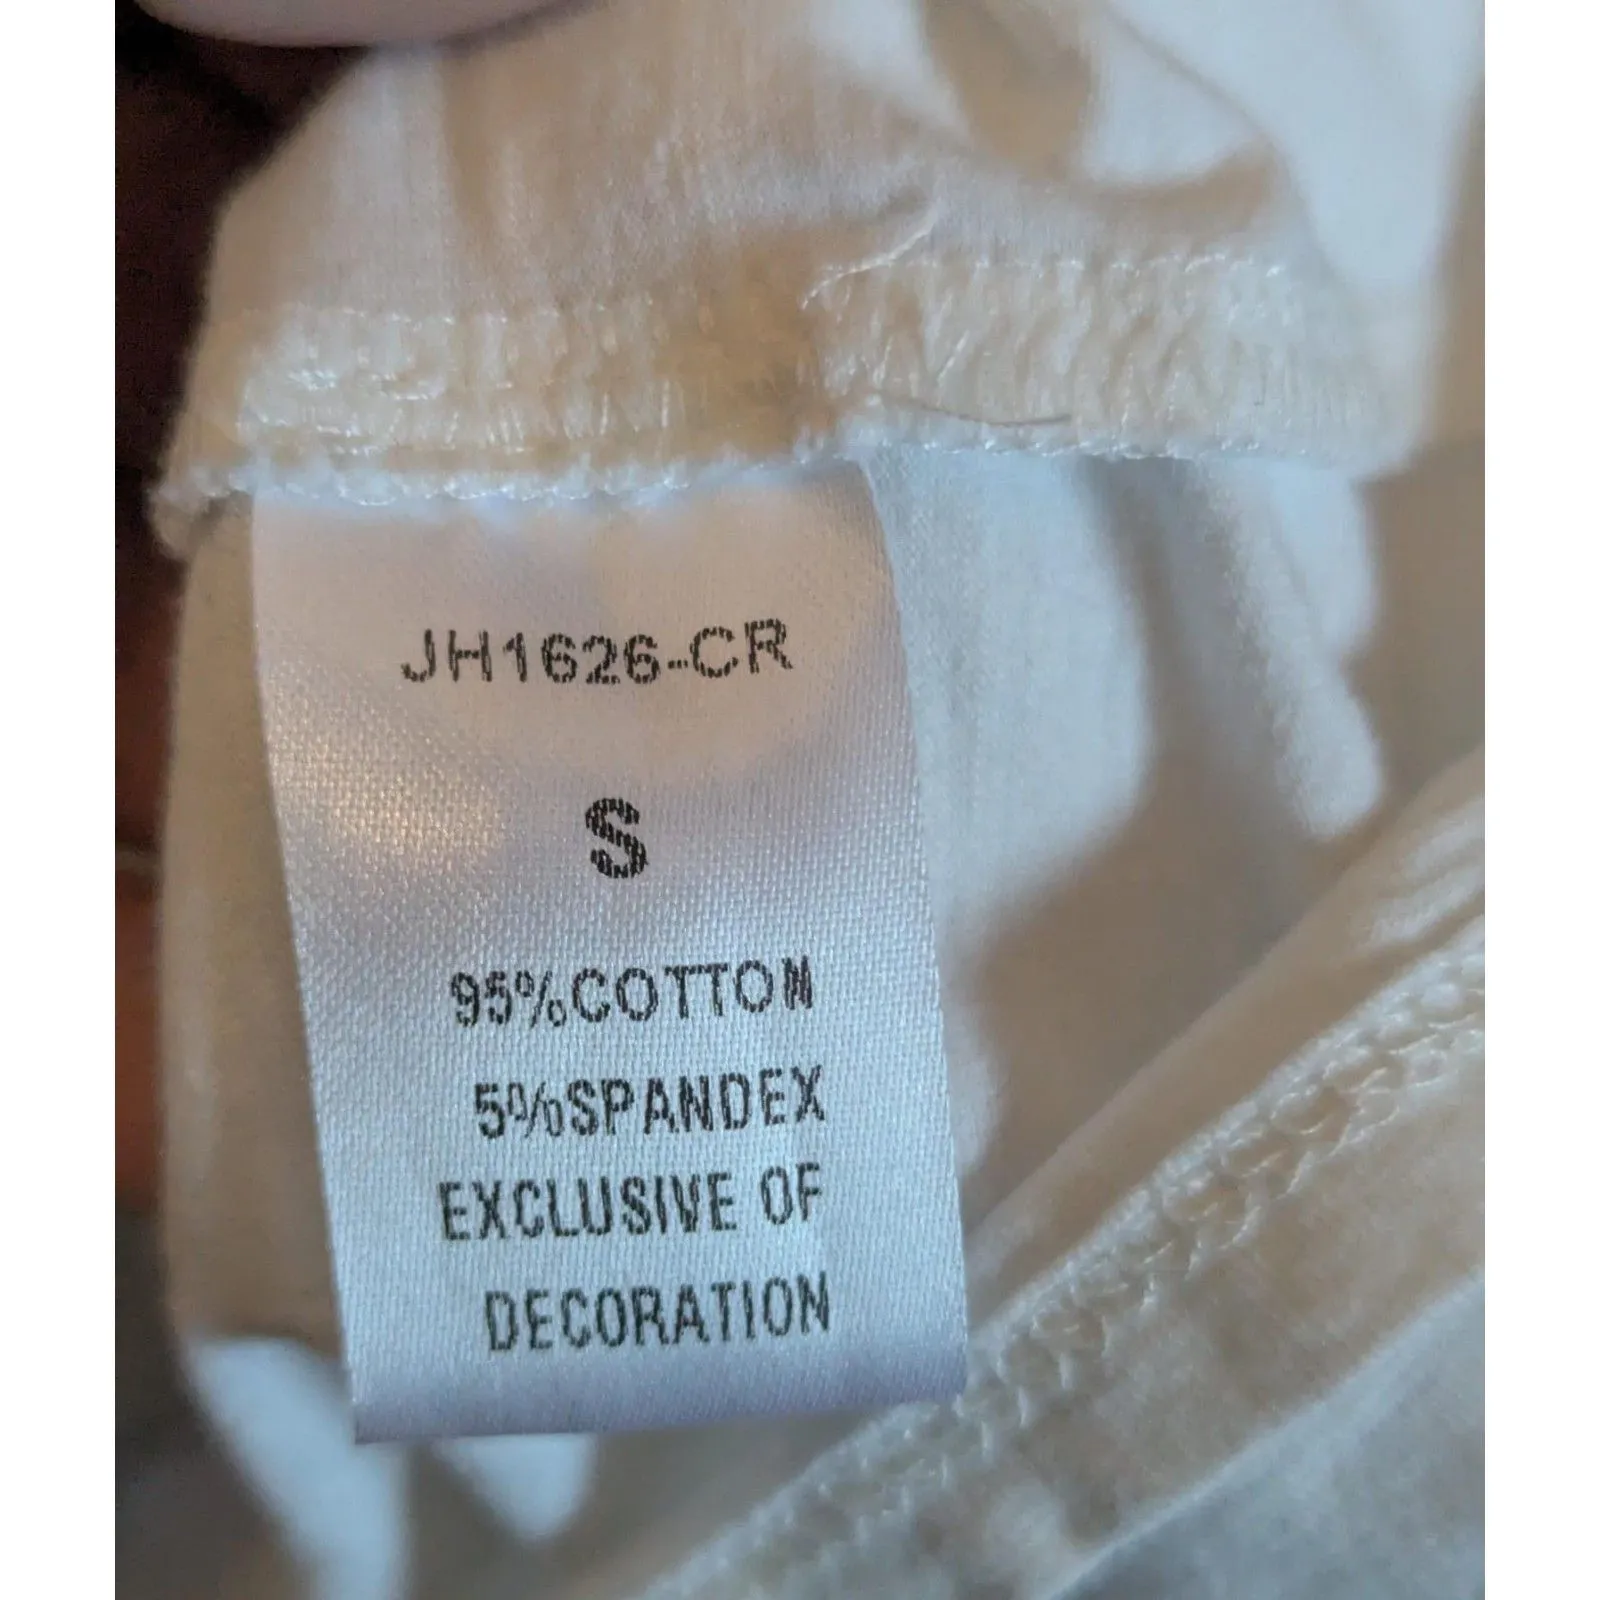 JH1626-CR
S
95%COTTON
5%SPANDEX
EXCLUSIVE OF
DECORATION